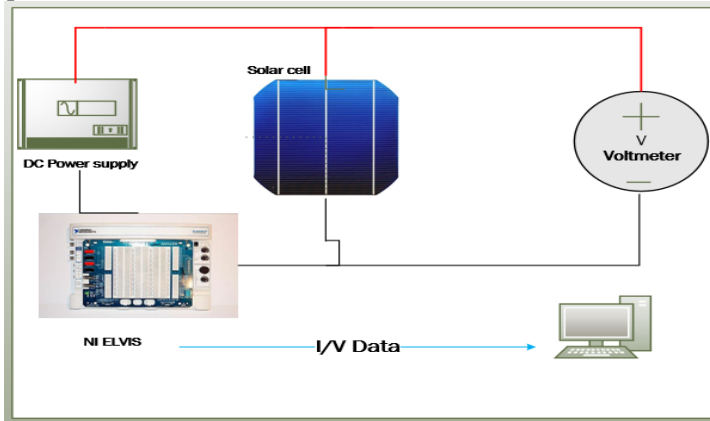 Solar cell
DC Power supply
V
Voltmeter
NI ELVIS
I/V Data